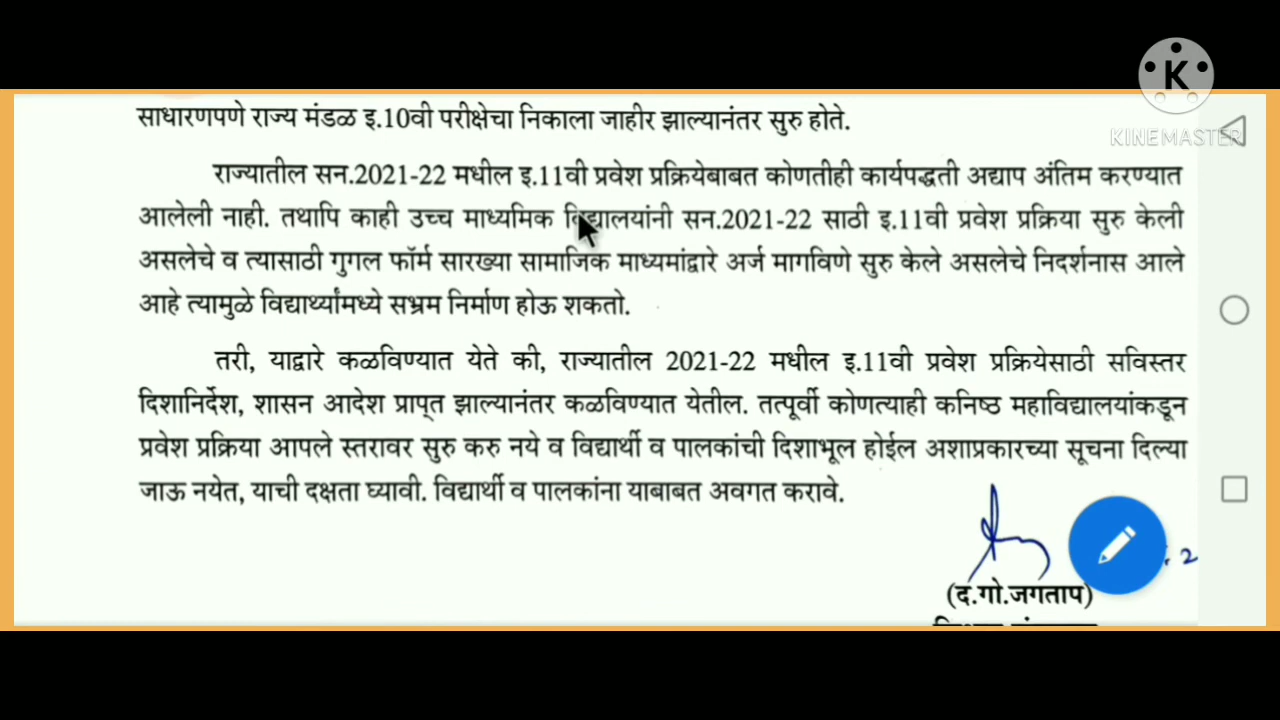 साधारणपणे राज्य मंडळ इ.10वी परीक्षेचा निकाला जाहीर झाल्यानंतर सुरु होते.
K
KINEMASTER
राज्यातील सन.2021-22 मधील इ.11वी प्रवेश प्रक्रियेबाबत कोणतीही कार्यपद्धती अद्याप अंतिम करण्यात
आलेली नाही. तथापि काही उच्च माध्यमिक विद्यालयांनी सन.2021-22 साठी इ.11वी प्रवेश प्रक्रिया सुरु केली
असलेचे व त्यासाठी गुगल फॉर्म सारख्या सामाजिक माध्यमांद्वारे अर्ज मागविणे सुरु केले असलेचे निदर्शनास आले
आहे त्यामुळे विद्यार्थ्यांमध्ये सभ्रम निर्माण होऊ शकतो.
तरी, याद्वारे कळविण्यात येते की, राज्यातील 2021-22 मधील इ.11वी प्रवेश प्रक्रियेसाठी सविस्तर
दिशानिर्देश, शासन आदेश प्राप्‌त झाल्यानंतर कळविण्यात येतील. तत्पूर्वी कोणत्याही कनिष्ठ महाविद्यालयांकडून
प्रवेश प्रक्रिया आपले स्तरावर सुरु करु नये व विद्यार्थी व पालकांची दिशाभूल होईल अशाप्रकारच्या सूचना दिल्या
जाऊ नयेत, याची दक्षता घ्यावी. विद्यार्थी व पालकांना याबाबत अवगत करावे.
(द.गो.जगताप)